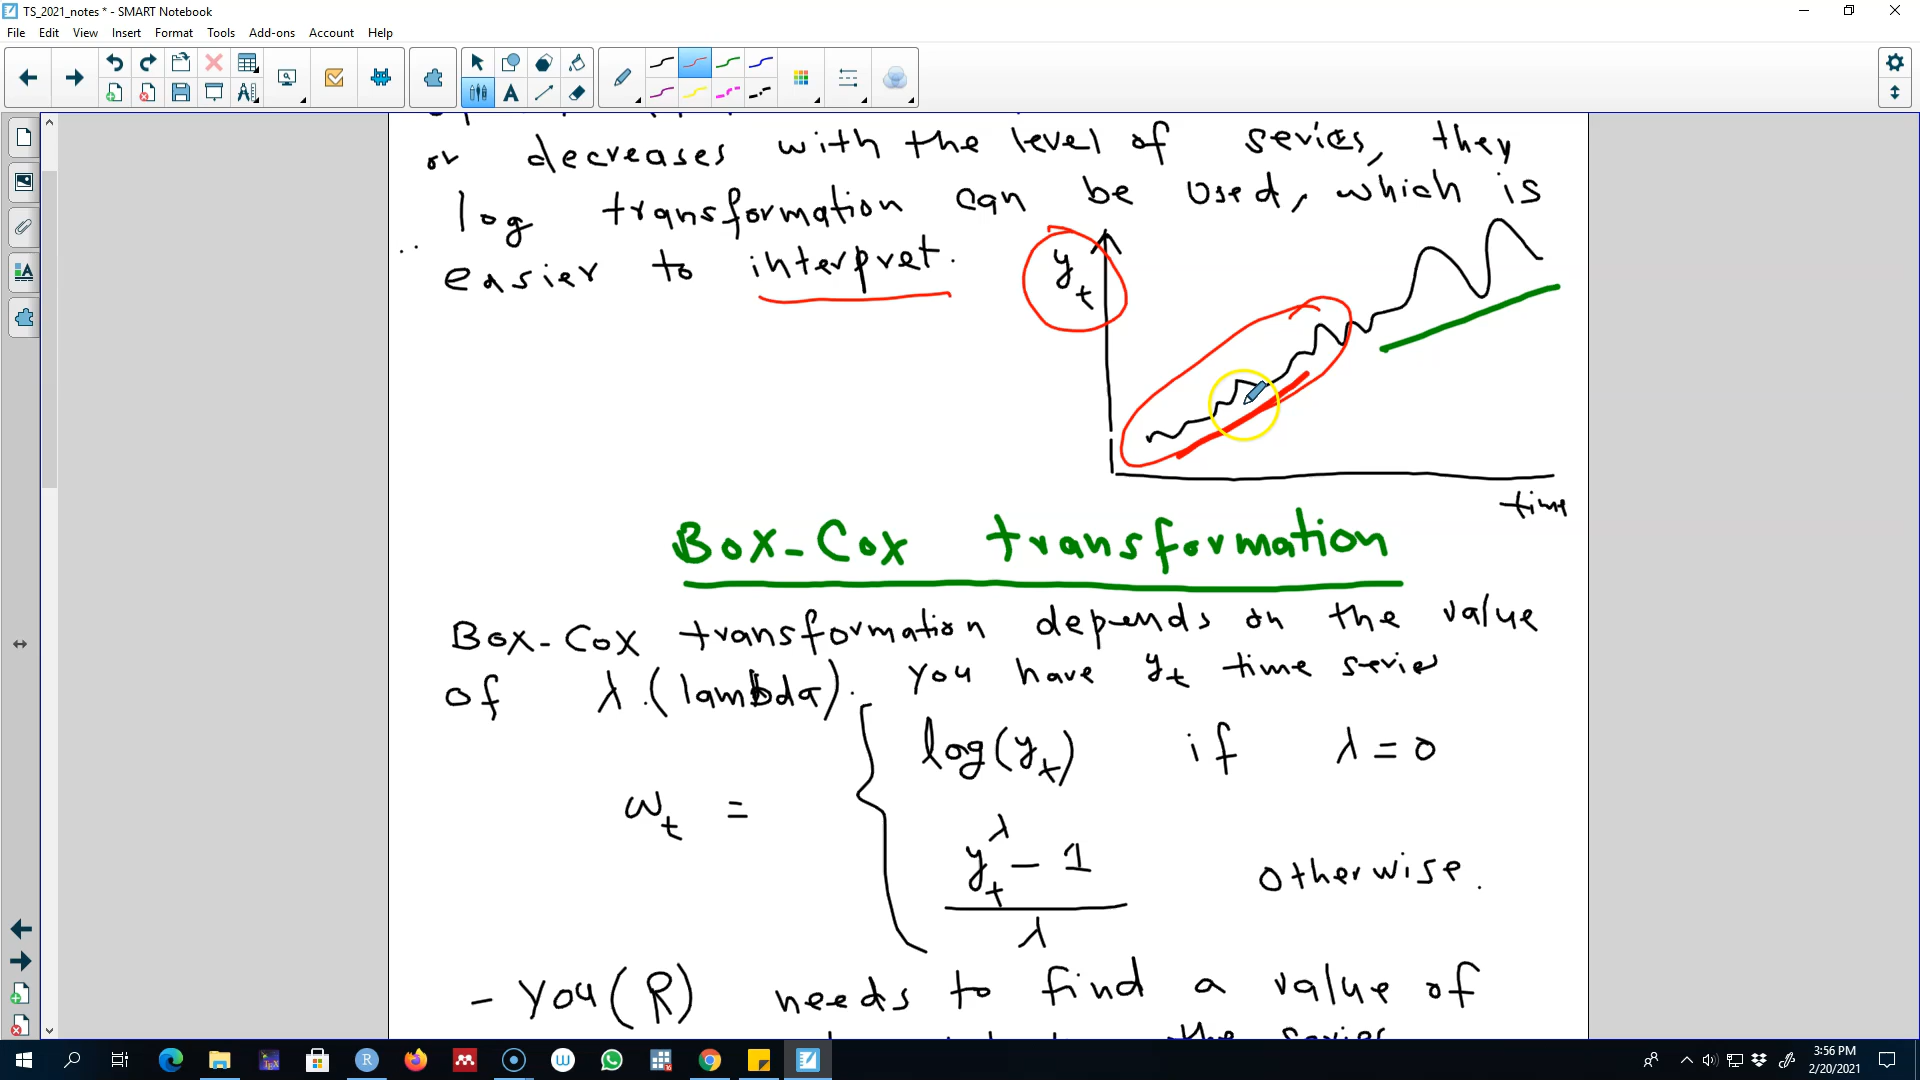 TS_2021_notes * - SMART Notebook
File Edit View Insert Format Tools Add-ons Account Help
or decreases with the level of series, they
log transformation can be used, which is
easier to interpret.
y
t
time
Box-Cox transformation
Box-Cox transformation depends on the value
of λ.(lambda). You have yt time series
log(yt) if λ = 0
wt =
yt^λ - 1
λ
otherwise.
- You(R) needs to find a value of
the series
3:56 PM
2/20/2021